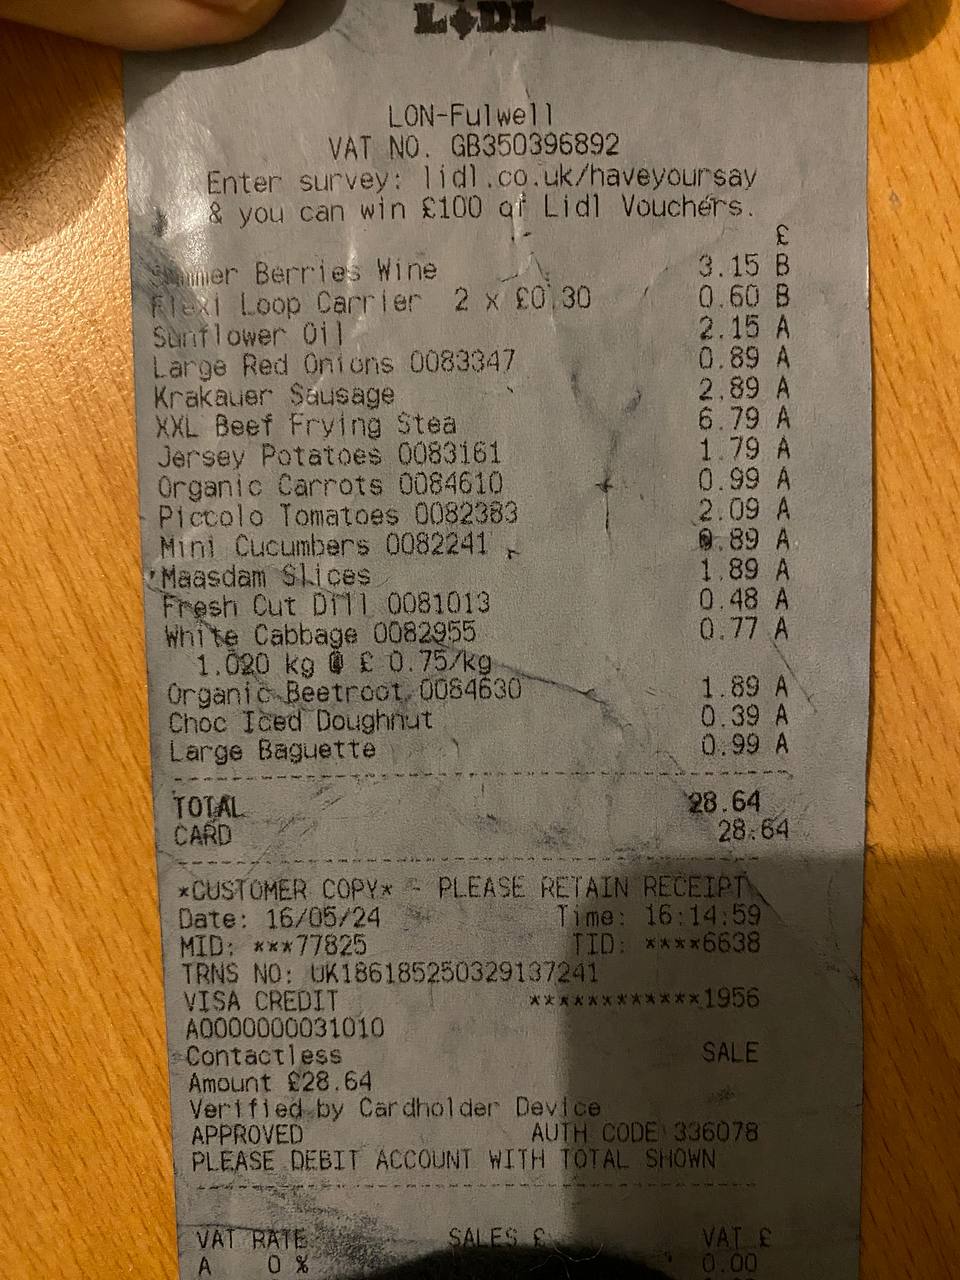 LIDL
LON-Fulwell
VAT NO. GB350396892
Enter survey: lidl.co.uk/haveyoursay
& you can win £100 of Lidl Vouchers.
£
Summer Berries Wine 3.15 B
Flexi Loop Carrier 2 x £0.30 0.60 B
Sunflower Oil 2.15 A
Large Red Onions 0083347 0.89 A
Krakauer Sausage 2.89 A
XXL Beef Frying Stea 6.79 A
Jersey Potatoes 0083161 1.79 A
Organic Carrots 0084610 0.99 A
Piccolo Tomatoes 0082383 2.09 A
Mini Cucumbers 0082241 0.89 A
Maasdam Slices 1.89 A
Fresh Cut Dill 0081013 0.48 A
White Cabbage 0082955 0.77 A
1.020 kg @ £ 0.75/kg
Organic Beetroot 0084630 1.89 A
Choc Iced Doughnut 0.39 A
Large Baguette 0.99 A
TOTAL 28.64
CARD 28.64
*CUSTOMER COPY* - PLEASE RETAIN RECEIPT
Date: 16/05/24 Time: 16:14:59
MID: ***77825 TID: ****6638
TRNS NO: UK186185250329137241
VISA CREDIT ************1956
A0000000031010
Contactless SALE
Amount £28.64
Verified by Cardholder Device
APPROVED AUTH CODE 336078
PLEASE DEBIT ACCOUNT WITH TOTAL SHOWN
VAT RATE SALES £ VAT £
A 0 % 0.00